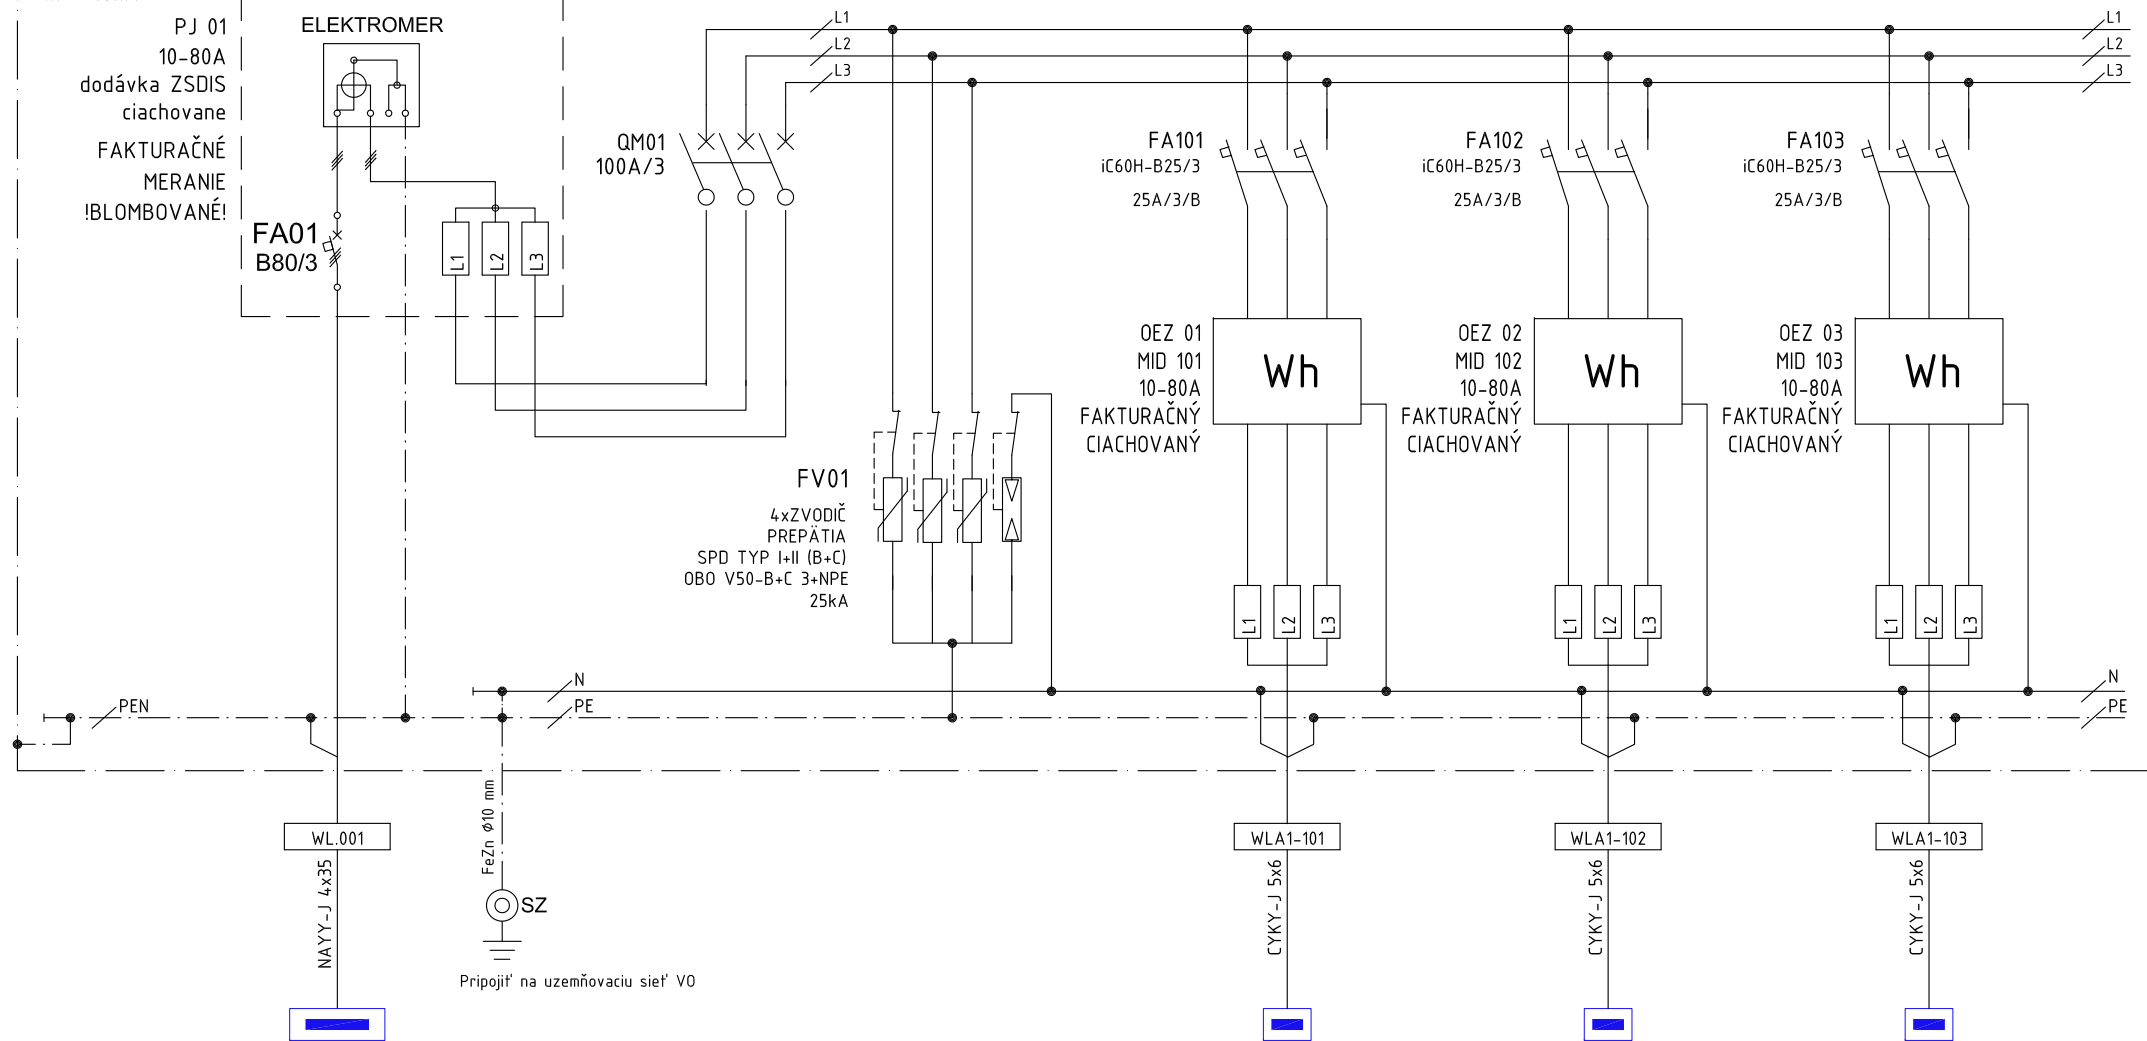 PJ 01
10-80A
dodávka ZSDIS
ciachovane
FAKTURAČNÉ
MERANIE
!BLOMBOVANÉ!
ELEKTROMER
FA01
B80/3
L1
L2
L3
QM01
100A/3
L1
L2
L3
L1
L2
L3
FV01
4xZVODIČ
PREPÄTIA
SPD TYP I+II (B+C)
OBO V50-B+C 3+NPE
25kA
FA101
iC60H-B25/3
25A/3/B
OEZ 01
MID 101
10-80A
FAKTURAČNÝ
CIACHOVANÝ
Wh
L1
L2
L3
FA102
iC60H-B25/3
25A/3/B
OEZ 02
MID 102
10-80A
FAKTURAČNÝ
CIACHOVANÝ
Wh
L1
L2
L3
FA103
iC60H-B25/3
25A/3/B
OEZ 03
MID 103
10-80A
FAKTURAČNÝ
CIACHOVANÝ
Wh
L1
L2
L3
PEN
N
PE
N
PE
WL.001
NAYY-J 4x35
FeZn Ø10 mm
SZ
Pripojiť na uzemňovaciu sieť VO
WLA1-101
CYKY-J 5x6
WLA1-102
CYKY-J 5x6
WLA1-103
CYKY-J 5x6